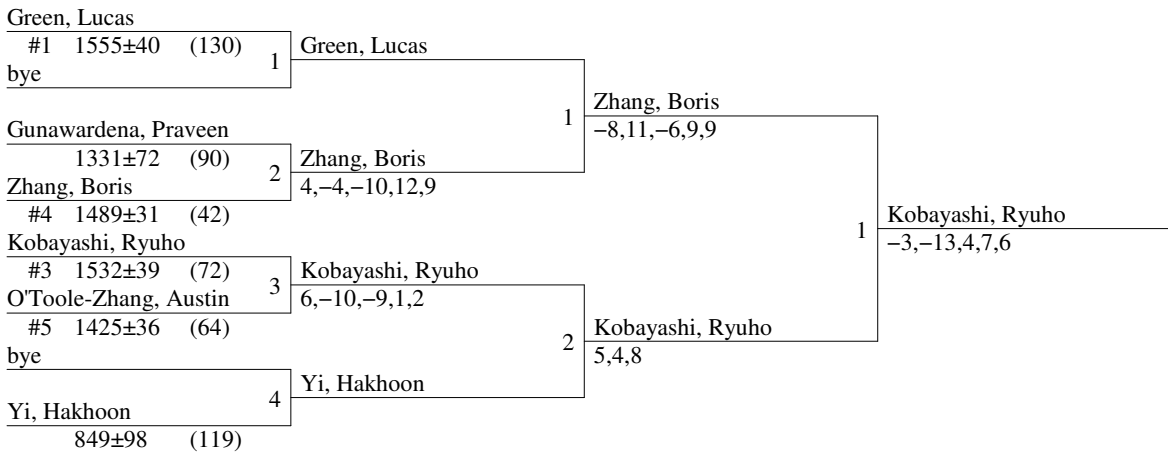 Green, Lucas
#1 1555±40 (130)
bye
1
Gunawardena, Praveen
1331±72 (90)
Zhang, Boris
#4 1489±31 (42)
2
Kobayashi, Ryuho
#3 1532±39 (72)
O'Toole-Zhang, Austin
#5 1425±36 (64)
3
bye
Yi, Hakhoon
849±98 (119)
4
Green, Lucas
Zhang, Boris
4,−4,−10,12,9
1
Kobayashi, Ryuho
6,−10,−9,1,2
Yi, Hakhoon
2
Zhang, Boris
−8,11,−6,9,9
Kobayashi, Ryuho
5,4,8
1
Kobayashi, Ryuho
−3,−13,4,7,6